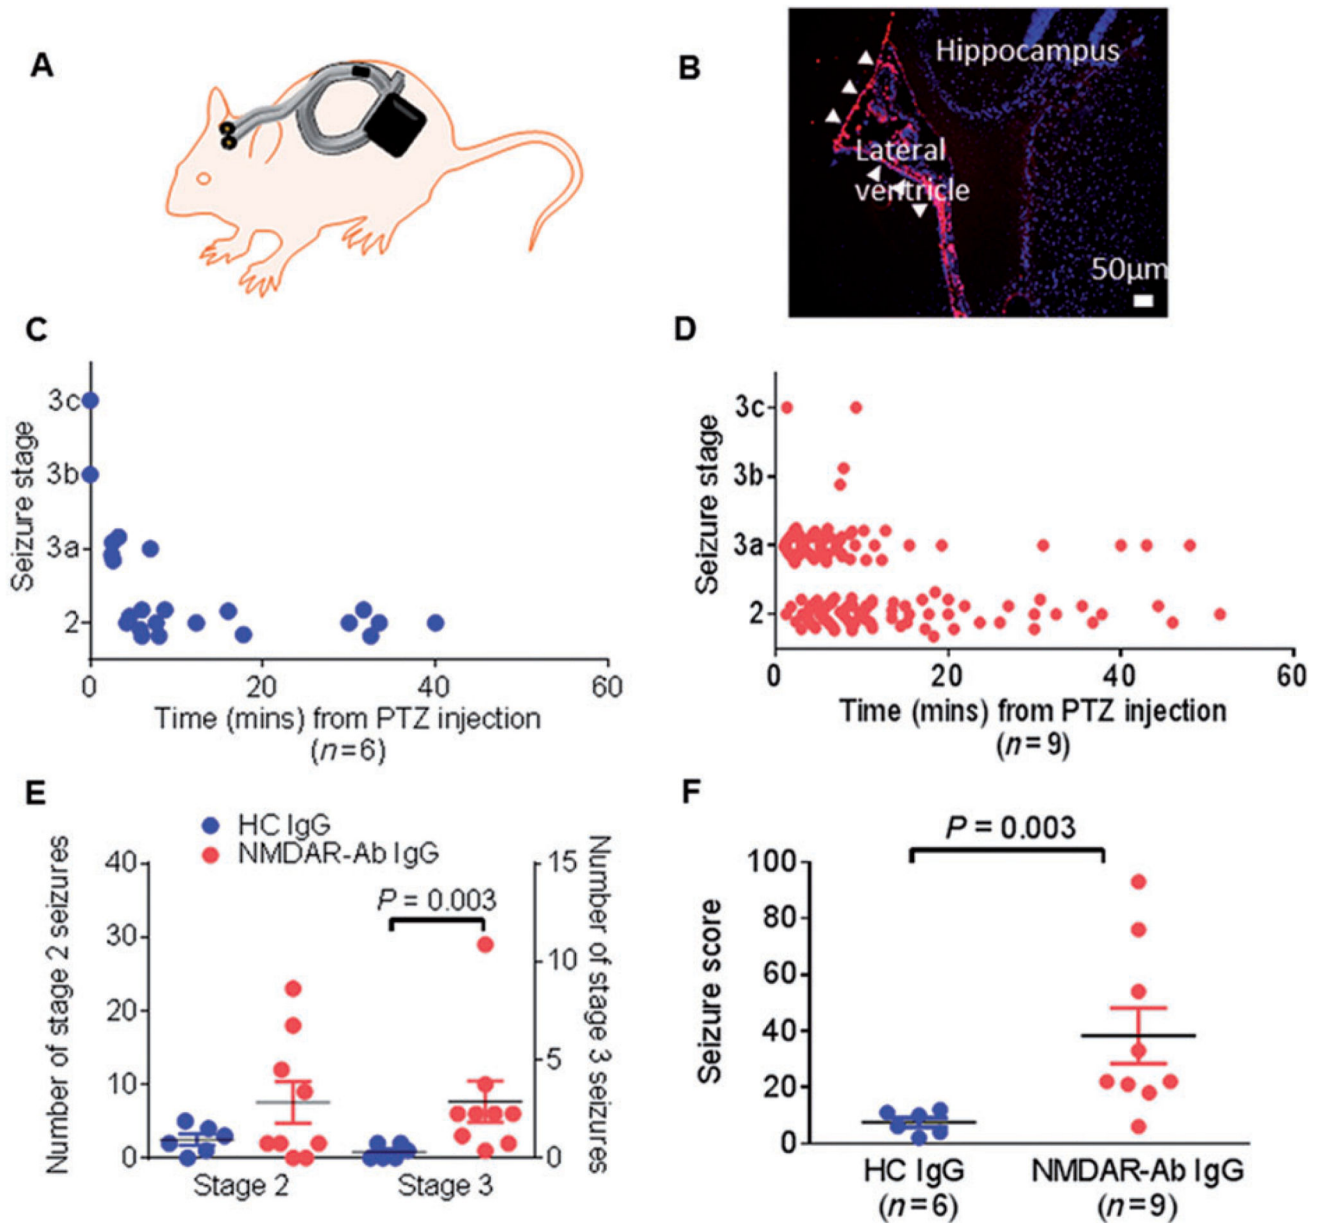 A
B
Hippocampus
Lateral
ventricle
50µm
C
Seizure stage
3c
3b
3a
2
0 20 40 60
Time (mins) from PTZ injection
(n=6)
D
Seizure stage
3c
3b
3a
2
0 20 40 60
Time (mins) from PTZ injection
(n=9)
E
HC IgG
NMDAR-Ab IgG
Number of stage 2 seizures
40
30
20
10
0
P = 0.003
15
10
5
0
Number of stage 3 seizures
Stage 2 Stage 3
F
P = 0.003
Seizure score
100
80
60
40
20
0
HC IgG NMDAR-Ab IgG
(n=6) (n=9)